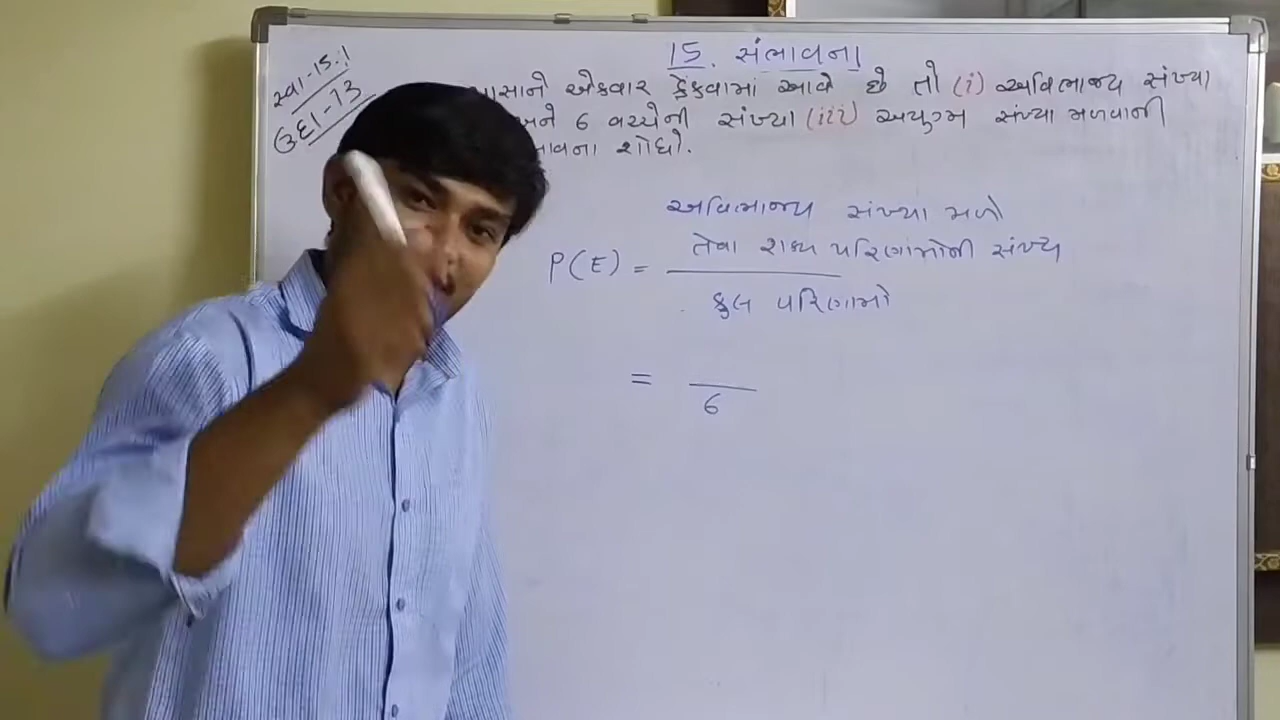 સ્વા-15.1
ઉદા-13
15. સંભાવના
પાસાને એકવાર ફેંકવામાં આવે છે તો (i) અવિભાજ્ય સંખ્યા
અને 6 વચ્ચેની સંખ્યા (iii) અયુગ્મ સંખ્યા મળવાની
શોધો.
અવિભાજ્ય સંખ્યા મળે
તેવા શક્ય પરિણામોની સંખ્ય
P(E) =
કુલ પરિણામો
=
6